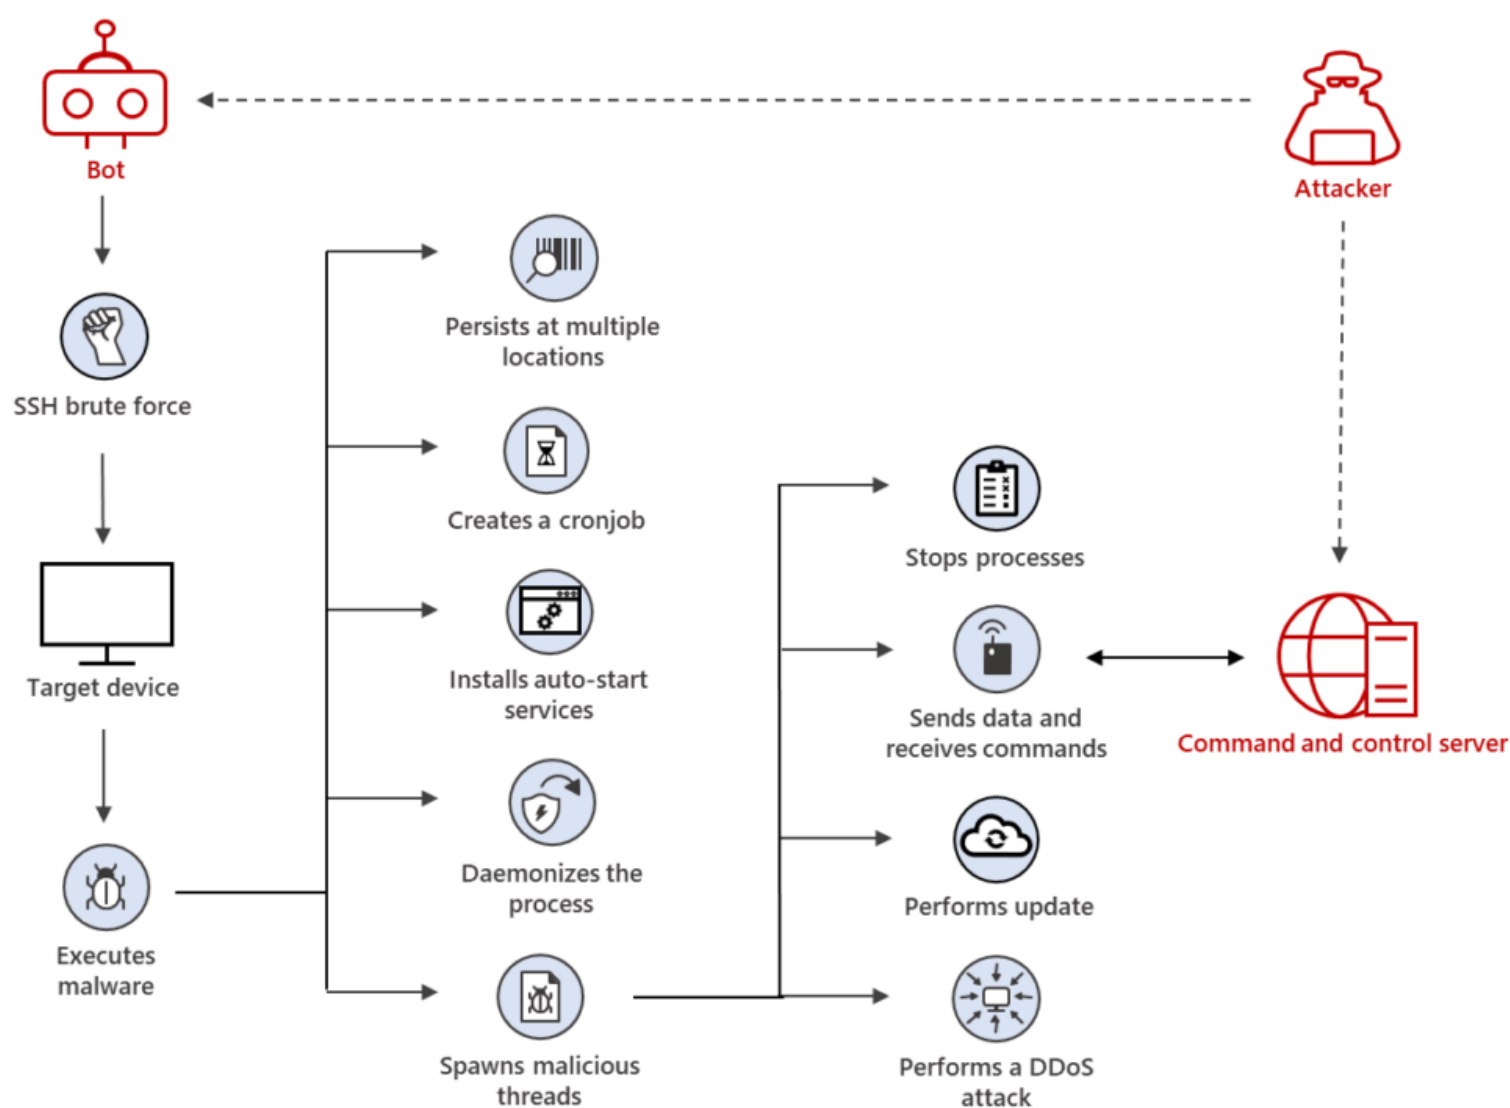 Bot
Attacker
SSH brute force
Target device
Executes
malware
Persists at multiple
locations
Creates a cronjob
Installs auto-start
services
Daemonizes the
process
Spawns malicious
threads
Stops processes
Sends data and
receives commands
Performs update
Performs a DDoS
attack
Command and control server